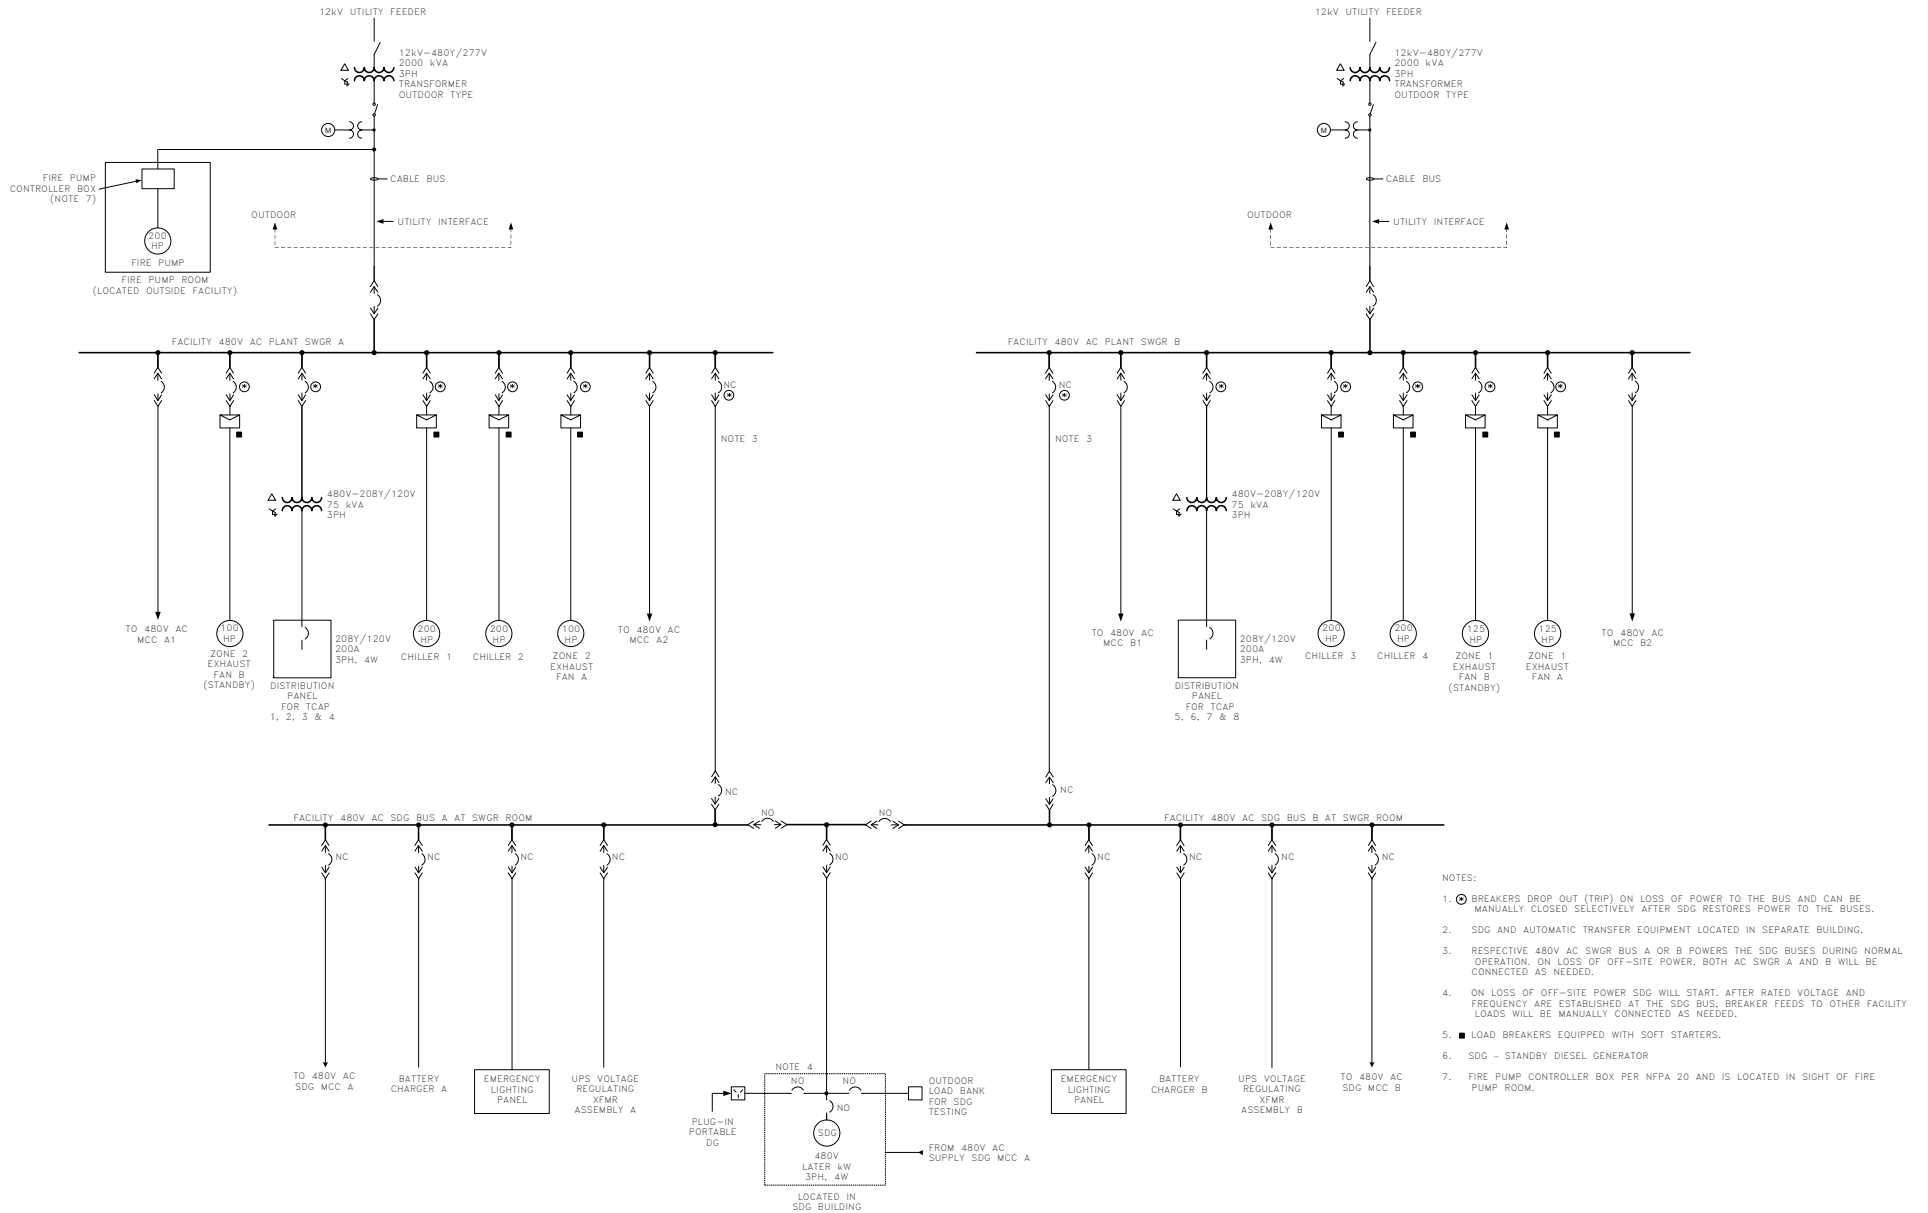 12kV UTILITY FEEDER
12kV-480Y/277V
2000 kVA
3PH
TRANSFORMER
OUTDOOR TYPE
M
CABLE BUS
FIRE PUMP
CONTROLLER BOX
(NOTE 7)
200
HP
FIRE PUMP
FIRE PUMP ROOM
(LOCATED OUTSIDE FACILITY)
OUTDOOR
UTILITY INTERFACE
12kV UTILITY FEEDER
12kV-480Y/277V
2000 kVA
3PH
TRANSFORMER
OUTDOOR TYPE
M
CABLE BUS
OUTDOOR
UTILITY INTERFACE
FACILITY 480V AC PLANT SWGR A
NC
NOTE 3
480V-208Y/120V
75 kVA
3PH
TO 480V AC
MCC A1
100
HP
ZONE 2
EXHAUST
FAN B
(STANDBY)
208Y/120V
200A
3PH, 4W
DISTRIBUTION
PANEL
FOR TCAP
1, 2, 3 & 4
200
HP
CHILLER 1
200
HP
CHILLER 2
100
HP
ZONE 2
EXHAUST
FAN A
TO 480V AC
MCC A2
FACILITY 480V AC PLANT SWGR B
NC
NOTE 3
480V-208Y/120V
75 kVA
3PH
TO 480V AC
MCC B1
208Y/120V
200A
3PH, 4W
DISTRIBUTION
PANEL
FOR TCAP
5, 6, 7 & 8
200
HP
CHILLER 3
200
HP
CHILLER 4
125
HP
ZONE 1
EXHAUST
FAN B
(STANDBY)
125
HP
ZONE 1
EXHAUST
FAN A
TO 480V AC
MCC B2
NC
NC
FACILITY 480V AC SDG BUS A AT SWGR ROOM
NO
NO
FACILITY 480V AC SDG BUS B AT SWGR ROOM
NC
NC
NC
NC
NO
NC
NC
NC
NC
TO 480V AC
SDG MCC A
BATTERY
CHARGER A
EMERGENCY
LIGHTING
PANEL
UPS VOLTAGE
REGULATING
XFMR
ASSEMBLY A
NOTE 4
NO
NO
NO
PLUG-IN
PORTABLE
DG
SDG
480V
LATER kW
3PH, 4W
LOCATED IN
SDG BUILDING
OUTDOOR
LOAD BANK
FOR SDG
TESTING
FROM 480V AC
SUPPLY SDG MCC A
EMERGENCY
LIGHTING
PANEL
BATTERY
CHARGER B
UPS VOLTAGE
REGULATING
XFMR
ASSEMBLY B
TO 480V AC
SDG MCC B
NOTES:
1. BREAKERS DROP OUT (TRIP) ON LOSS OF POWER TO THE BUS AND CAN BE
MANUALLY CLOSED SELECTIVELY AFTER SDG RESTORES POWER TO THE BUSES.
2. SDG AND AUTOMATIC TRANSFER EQUIPMENT LOCATED IN SEPARATE BUILDING.
3. RESPECTIVE 480V AC SWGR BUS A OR B POWERS THE SDG BUSES DURING NORMAL
OPERATION. ON LOSS OF OFF-SITE POWER, BOTH AC SWGR A AND B WILL BE
CONNECTED AS NEEDED.
4. ON LOSS OF OFF-SITE POWER SDG WILL START. AFTER RATED VOLTAGE AND
FREQUENCY ARE ESTABLISHED AT THE SDG BUS, BREAKER FEEDS TO OTHER FACILITY
LOADS WILL BE MANUALLY CONNECTED AS NEEDED.
5. ■ LOAD BREAKERS EQUIPPED WITH SOFT STARTERS.
6. SDG - STANDBY DIESEL GENERATOR
7. FIRE PUMP CONTROLLER BOX PER NFPA 20 AND IS LOCATED IN SIGHT OF FIRE
PUMP ROOM.